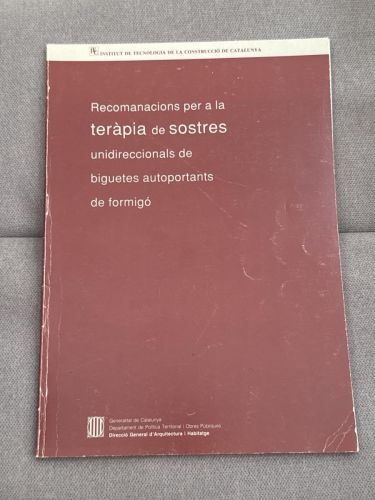 INSTITUT DE TECNOLOGIA DE LA CONSTRUCCIÓ DE CATALUNYA
Recomanacions per a la
teràpia de sostres
unidireccionals de
biguetes autoportants
de formigó
Generalitat de Catalunya
Departament de Política Territorial i Obres Públiques
Direcció General d'Arquitectura i Habitatge